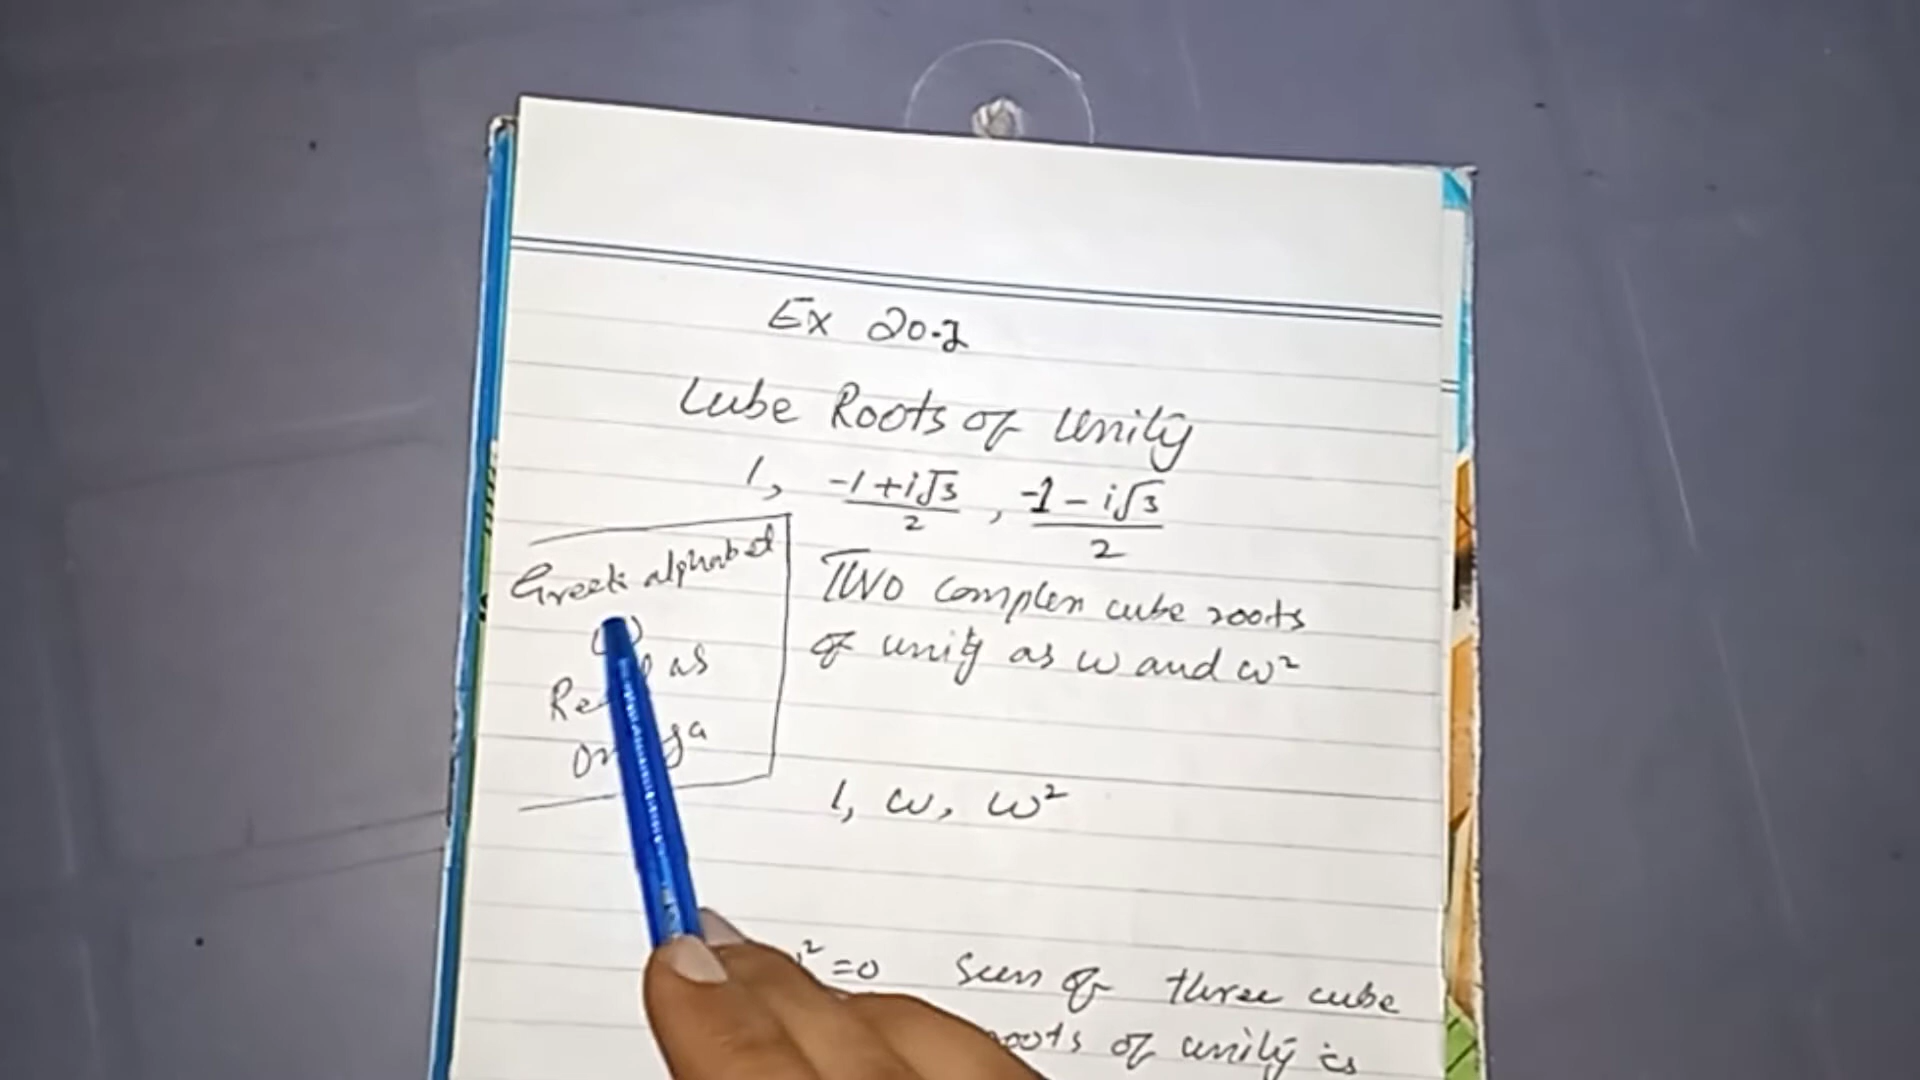 Ex 20.2
Cube Roots of Unity
1, -1+i√3/2 , -1-i√3/2
Greek alphabet
as
Two complex cube roots
of unity as ω and ω²
1, ω, ω²
²=0 Sum of three cube
roots of unity is